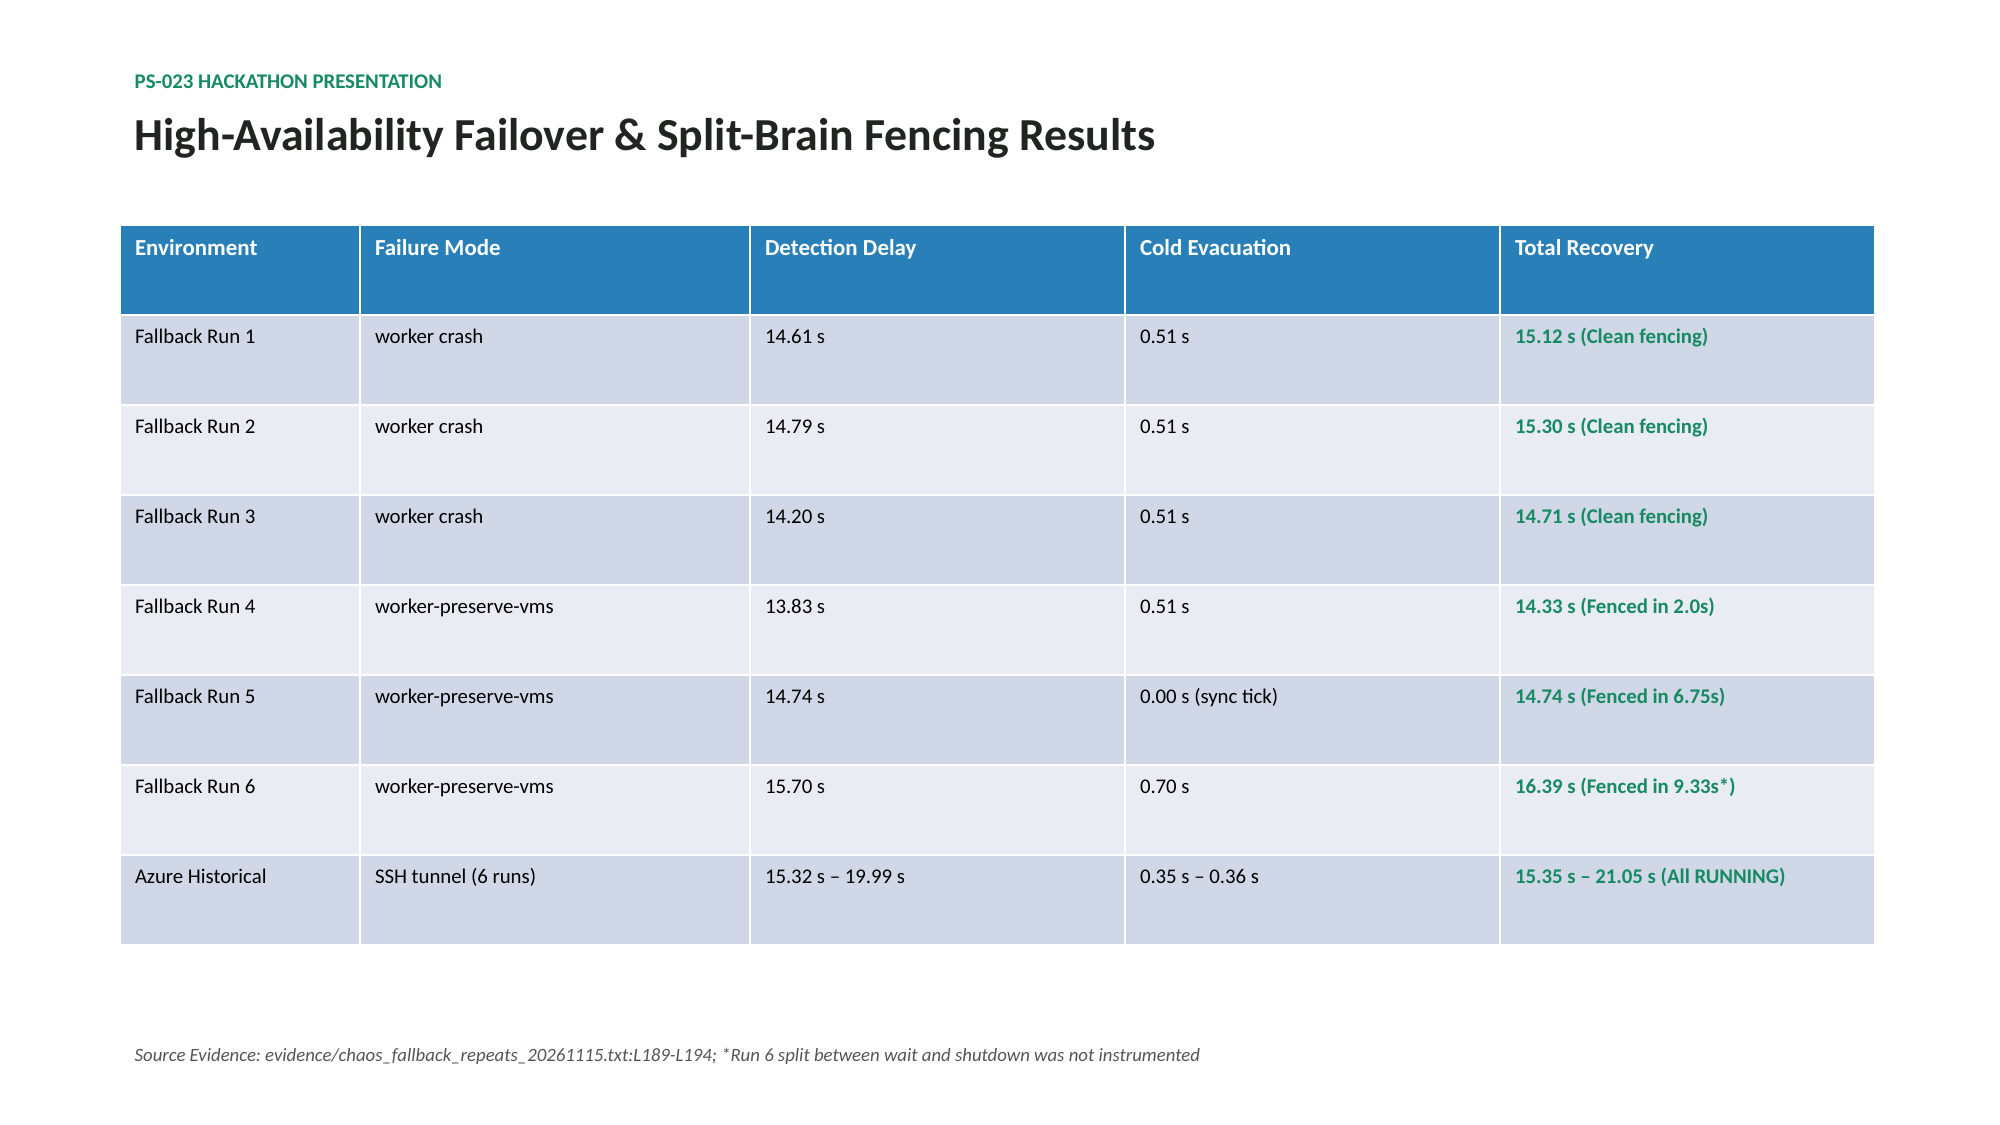 PS-023 HACKATHON PRESENTATION
High-Availability Failover & Split-Brain Fencing Results
Environment Failure Mode Detection Delay Cold Evacuation Total Recovery
Fallback Run 1 worker crash 14.61 s 0.51 s 15.12 s (Clean fencing)
Fallback Run 2 worker crash 14.79 s 0.51 s 15.30 s (Clean fencing)
Fallback Run 3 worker crash 14.20 s 0.51 s 14.71 s (Clean fencing)
Fallback Run 4 worker-preserve-vms 13.83 s 0.51 s 14.33 s (Fenced in 2.0s)
Fallback Run 5 worker-preserve-vms 14.74 s 0.00 s (sync tick) 14.74 s (Fenced in 6.75s)
Fallback Run 6 worker-preserve-vms 15.70 s 0.70 s 16.39 s (Fenced in 9.33s*)
Azure Historical SSH tunnel (6 runs) 15.32 s – 19.99 s 0.35 s – 0.36 s 15.35 s – 21.05 s (All RUNNING)
Source Evidence: evidence/chaos_fallback_repeats_20261115.txt:L189-L194; *Run 6 split between wait and shutdown was not instrumented